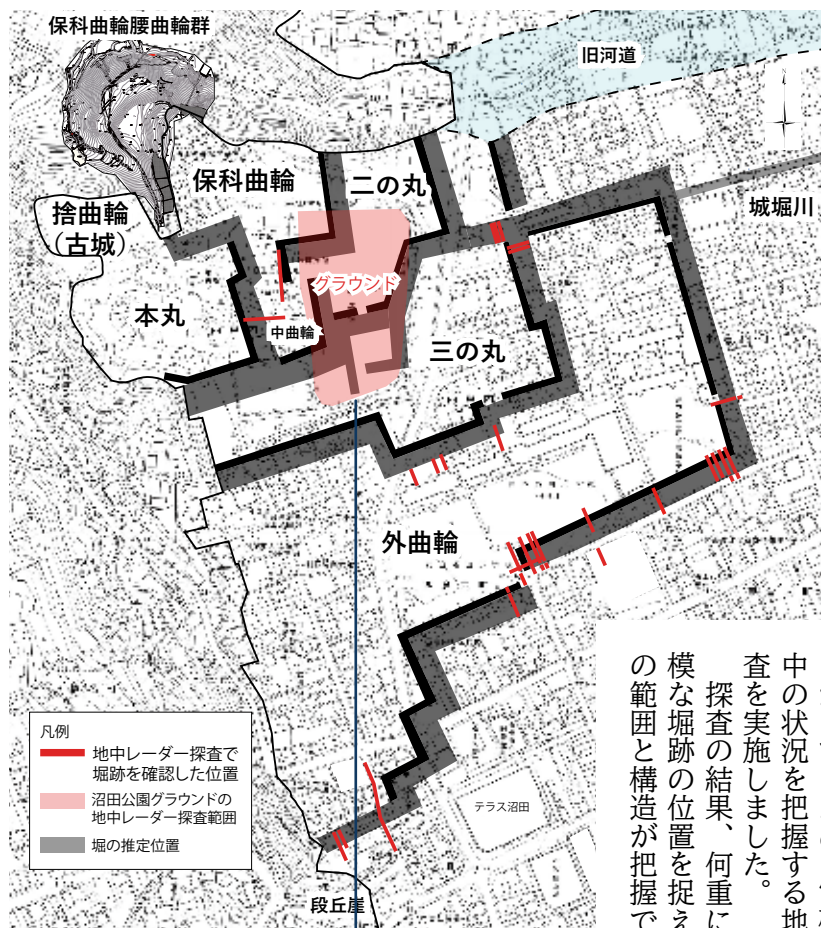 保科曲輪腰曲輪群
旧河道
保科曲輪
二の丸
城堀川
捨曲輪
(古城)
グラウンド
本丸
中曲輪
三の丸
外曲輪
凡例
地中レーダー探査で
堀跡を確認した位置
沼田公園グラウンドの
地中レーダー探査範囲
堀の推定位置
テラス沼田
段丘崖
中の状況を把握する地
査を実施しました。
探査の結果、何重に
模な堀跡の位置を捉え
の範囲と構造が把握で